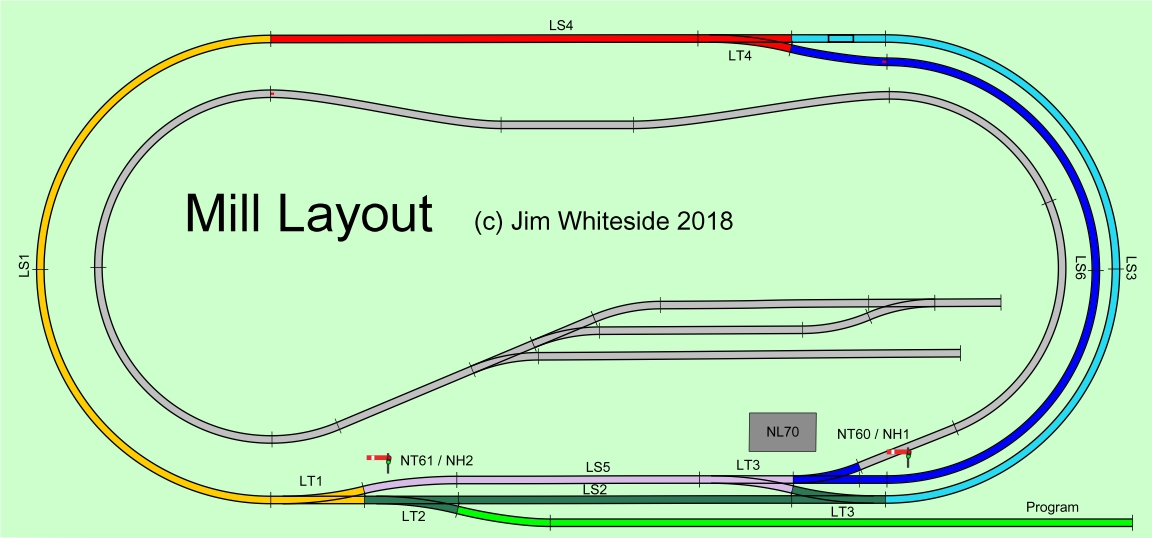 LS4
LT4
Mill Layout
(c) Jim Whiteside 2018
LS1
LS6
LS3
NL70
NT60 / NH1
NT61 / NH2
LS5
LT3
LT1
LS2
LT2
LT3
Program